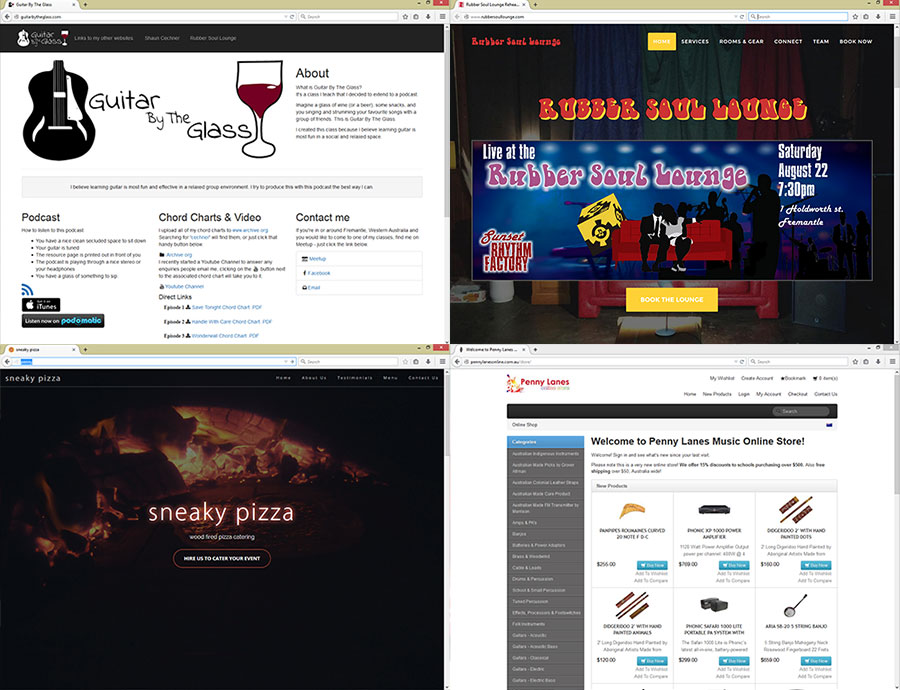 Guitar By The Glass
guitarbytheglass.com
Search
Guitar By The Glass
Links to my other websites
Shaun Cechner
Rubber Soul Lounge
Guitar
By The
Glass
About
What is Guitar By The Glass?
It's a class I teach that I decided to extend to a podcast
Imagine a glass of wine (or a beer), some snacks, and
you singing and strumming your favourite songs with a
group of friends. This is Guitar By The Glass.
I created this class because I believe learning guitar is
most fun in a social and relaxed space.
I believe learning guitar is most fun and effective in a relaxed group environment. I try to produce this with this podcast the best way I can.
Podcast
How to listen to this podcast
You have a nice clean secluded space to sit down
Your guitar is tuned
The resource page is printed out in front of you
The podcast is playing through a nice stereo or
your headphones
You have a glass of something to sip
iTunes
Listen now on podomatic
Chord Charts & Video
I upload all of my chord charts to www.archive.org
Searching "cechner" will find them, or just click that
handy button below
Archive.org
I recently started a Youtube Channel to answer any
enquiries people email me, clicking on the button next
to the associated chord chart will take you to it
Youtube Channel
Direct Links
Episode 1 Save Tonight Chord Chart PDF
Episode 2 Handle With Care Chord Chart PDF
Episode 3 Wonderwall Chord Chart PDF
Contact me
If you're in or around Fremantle, Western Australia and
you would like to come to one of my classes, find me on
Meetup - just click the link below.
Meetup
Facebook
Email
Rubber Soul Lounge Rehea...
www.rubbersoullounge.com
Search
Rubber Soul Lounge
HOME
SERVICES
ROOMS & GEAR
CONNECT
TEAM
BOOK NOW
RUBBER SOUL LOUNGE
Live at the
Rubber Soul Lounge
Saturday
August 22
7:30pm
1 Holdworth st.
Fremantle
Sunset
RHYTHM
FACTORY
BOOK THE LOUNGE
sneaky pizza
Search
sneaky pizza
Home
About Us
Testimonials
Menu
Contact Us
sneaky pizza
wood fired pizza catering
HIRE US TO CATER YOUR EVENT
Welcome to Penny Lanes ...
pennylanesonline.com.au/store/
Search
Penny Lanes
online store
My Wishlist
Create Account
Bookmark
0 item(s)
Home
New Products
Login
My Account
Checkout
Contact Us
Search
Online Shop
Categories
Australian Indigenous Instruments
Australian Made Picks by Grover
Allman
Australian Colonial Leather Straps
Australian Made Care Product
Australian Made FM Transmitter by
Amps & PA's
Banjos
Batteries & Power Adapters
Brass & Woodwind
Cable & Leads
Drums & Percussion
School & Small Percussion
Tuned Percussion
Effects, Processors & Footswitches
Folk Instruments
Guitars - Acoustic
Guitars - Acoustic Bass
Guitars - Classical
Guitars - Electric
Guitars - Electric Bass
Welcome to Penny Lanes Music Online Store!
Welcome! Sign in and see what's new since your last visit.
Please note this is a very new online store! We offer 15% discounts to schools purchasing over $500. Also free
shipping over $50. Australia wide!
New Products
PANPIPES ROUMAINES CURVED
20 NOTE F D-C
$256.00
Buy Now
Add To Wishlist
Add To Compare
PHONIC XP 1000 POWER
AMPLIFIER
1120 Watt Power Amplifier Output
$769.00
Buy Now
Add To Wishlist
Add To Compare
DIDGERIDOO 2' WITH HAND
PAINTED DOTS
2' Long Digeridoo Hand Painted by
Aboriginal Artists Made from
$160.00
Buy Now
Add To Wishlist
Add To Compare
DIDGERIDOO 2' WITH HAND
PAINTED ANIMALS
2' Long Digeridoo Hand Painted by
Aboriginal Artists Made from
$120.00
Buy Now
Add To Wishlist
Add To Compare
PHONIC SAFARI 1000 LITE
PORTABLE PA SYSTEM WITH
The Safari 1000 Lite is Phonic's
latest all-in-one, battery-powered
$299.00
Buy Now
Add To Wishlist
Add To Compare
ARIA SB-20 5 STRING BANJO
5 String Banjo Mahogany Neck
Rosewood Fingerboard 22 Frets
$659.00
Buy Now
Add To Wishlist
Add To Compare